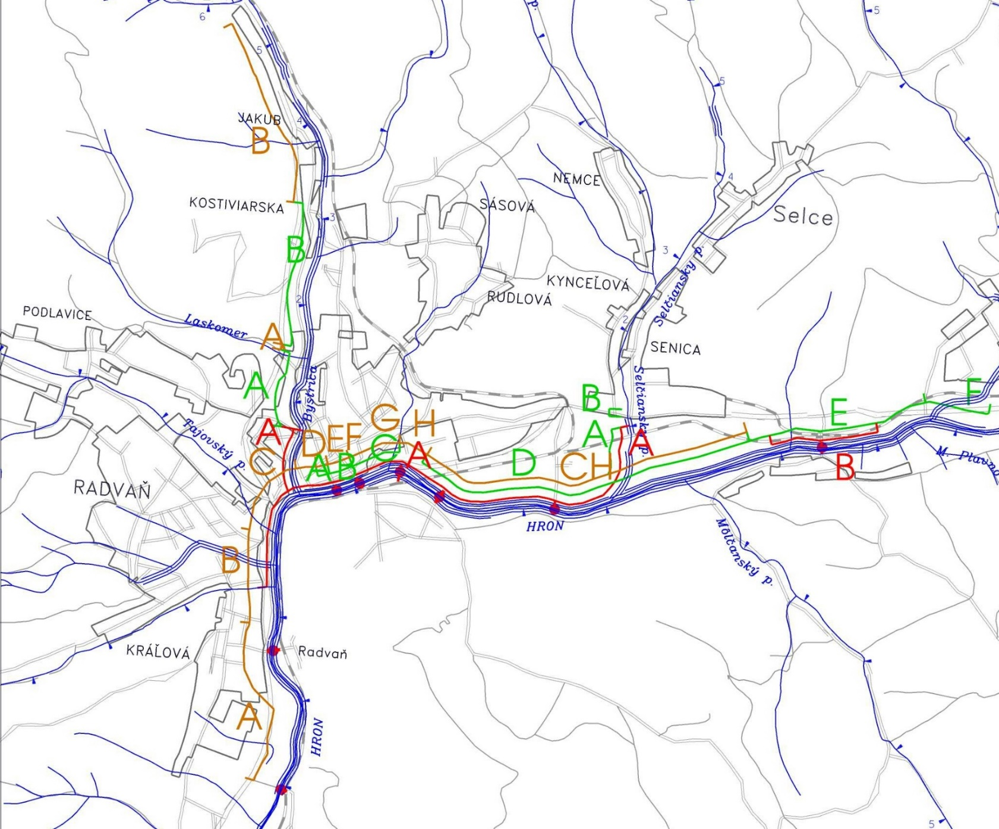 p.
5
6
5
5
JAKUB
4
B
NEMCE
4
KOSTIVIARSKA
SÁSOVÁ
3
Selce
B
3
KYNCEĽOVÁ
Selčiansky p.
RUDLOVÁ
2
PODLAVICE
Laskomer
2
A
SENICA
A
Bystrica
Selčiansky p.
B
E
F
Tajovský p.
A
D
E
F
G
H
C
A
A
C
A
B
D
C
H
B
M. Plavno
RADVAŇ
HRON
Môlčanský p.
B
KRÁĽOVÁ
Radvaň
A
HRON
5